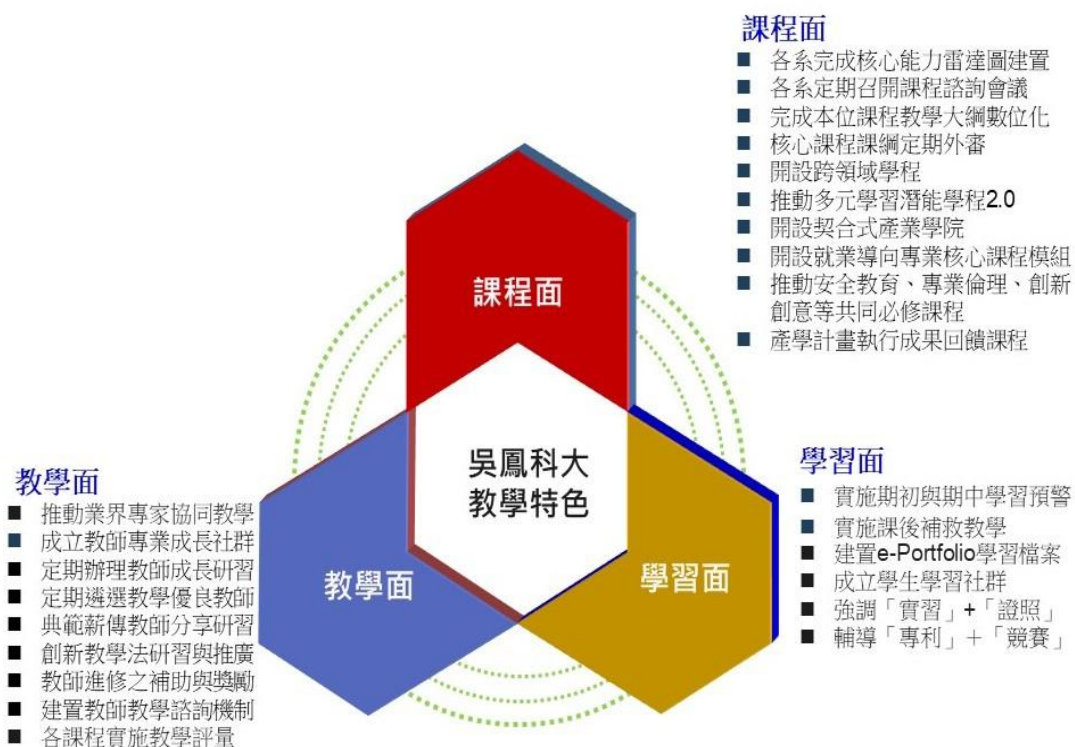 課程面
■ 各系完成核心能力雷達圖建置
■ 各系定期召開課程諮詢會議
■ 完成本位課程教學大綱數位化
■ 核心課程課綱定期外審
■ 開設跨領域學程
■ 推動多元學習潛能學程2.0
■ 開設契合式產業學院
■ 開設就業導向專業核心課程模組
■ 推動安全教育、專業倫理、創新
創意等共同必修課程
■ 產學計畫執行成果回饋課程
課程面
吳鳳科大
教學特色
教學面
學習面
教學面
■ 推動業界專家協同教學
■ 成立教師專業成長社群
■ 定期辦理教師成長研習
■ 定期遴選教學優良教師
■ 典範薪傳教師分享研習
■ 創新教學法研習與推廣
■ 教師進修之補助與獎勵
■ 建置教師教學諮詢機制
■ 各課程實施教學評量
學習面
■ 實施期初與期中學習預警
■ 實施課後補救教學
■ 建置e-Portfolio學習檔案
■ 成立學生學習社群
■ 強調「實習」+「證照」
■ 輔導「專利」＋「競賽」